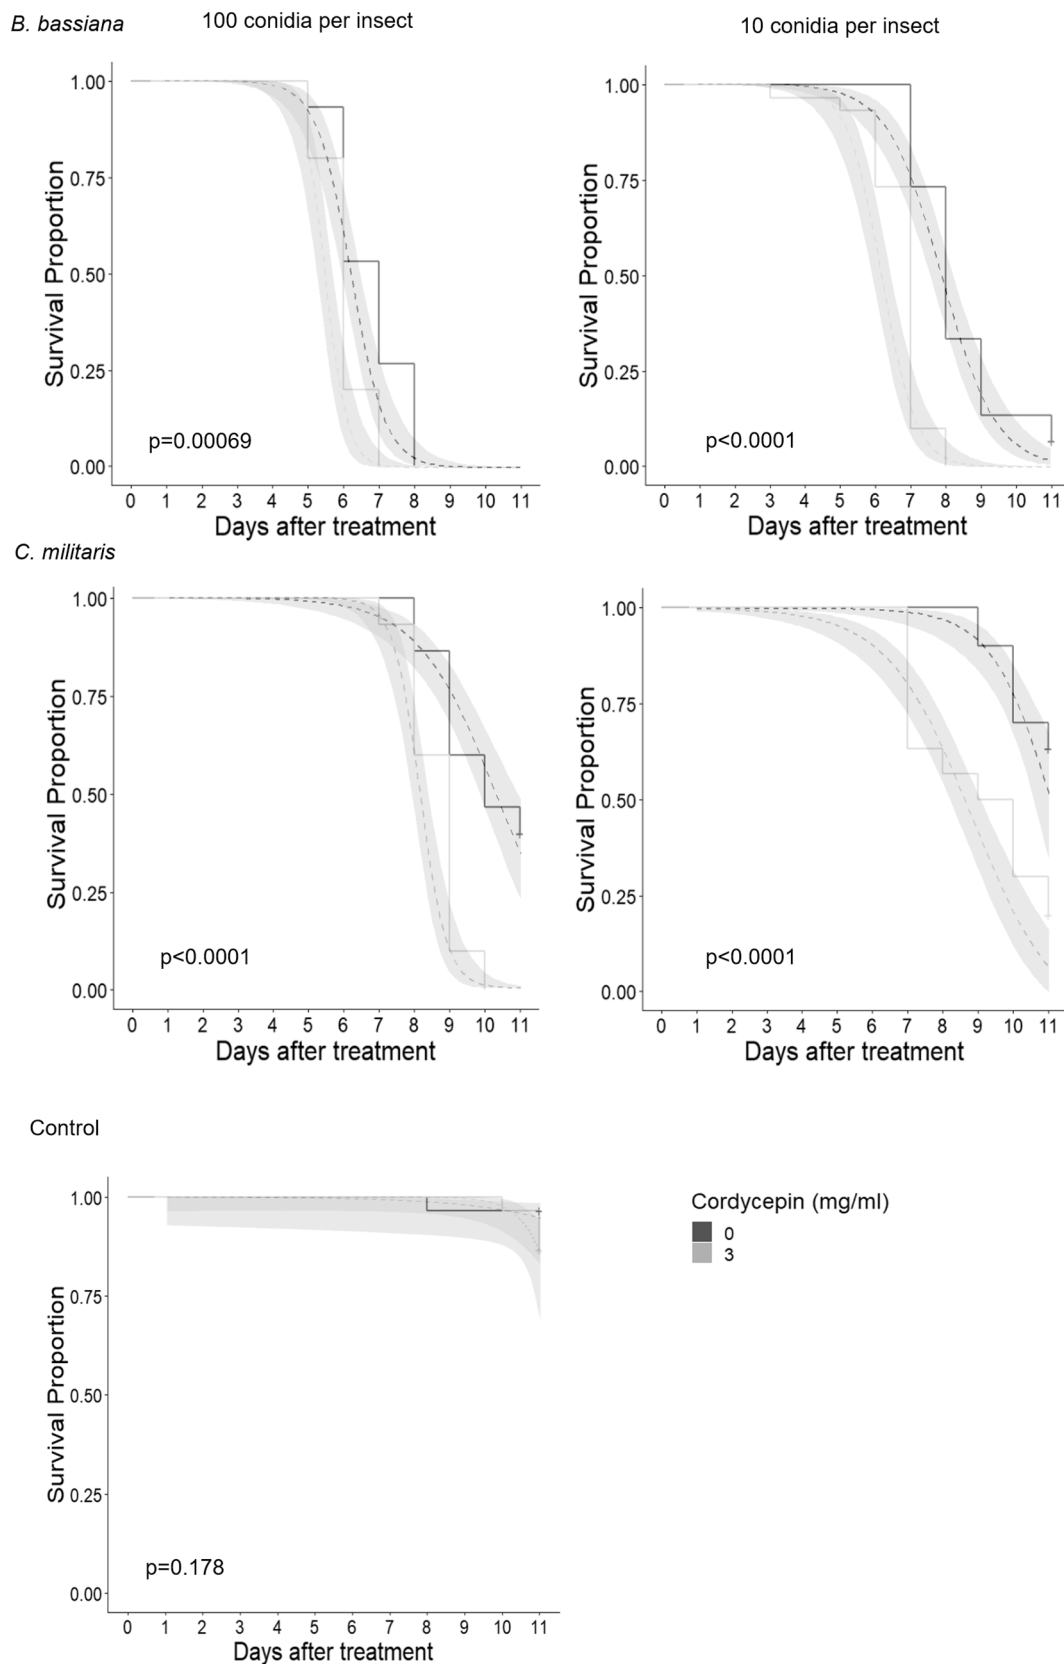 B. bassiana
100 conidia per insect
10 conidia per insect
Survival Proportion
1.00
0.75
0.50
0.25
0.00
p=0.00069
0 1 2 3 4 5 6 7 8 9 10 11
Days after treatment
Survival Proportion
1.00
0.75
0.50
0.25
0.00
p<0.0001
0 1 2 3 4 5 6 7 8 9 10 11
Days after treatment
C. militaris
Survival Proportion
1.00
0.75
0.50
0.25
0.00
p<0.0001
0 1 2 3 4 5 6 7 8 9 10 11
Days after treatment
Survival Proportion
1.00
0.75
0.50
0.25
0.00
p<0.0001
0 1 2 3 4 5 6 7 8 9 10 11
Days after treatment
Control
Survival Proportion
1.00
0.75
0.50
0.25
0.00
p=0.178
0 1 2 3 4 5 6 7 8 9 10 11
Days after treatment
Cordycepin (mg/ml)
0
3